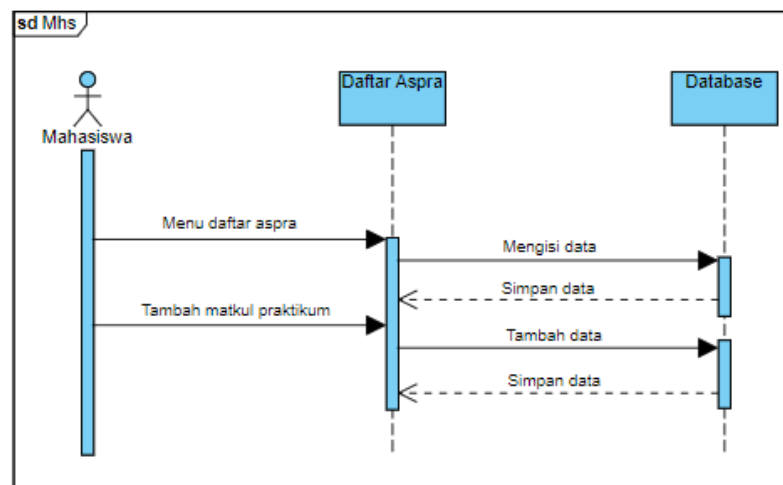 sd Mhs
Mahasiswa
Daftar Aspra
Database
Menu daftar aspra
Mengisi data
Simpan data
Tambah matkul praktikum
Tambah data
Simpan data